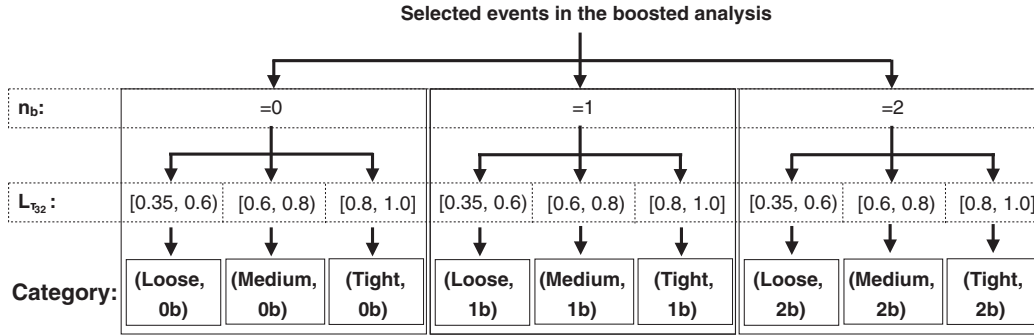 Selected events in the boosted analysis
n_b: =0 =1 =2
L_τ32: [0.35, 0.6) [0.6, 0.8) [0.8, 1.0] [0.35, 0.6) [0.6, 0.8) [0.8, 1.0] [0.35, 0.6) [0.6, 0.8) [0.8, 1.0]
Category: (Loose, 0b) (Medium, 0b) (Tight, 0b) (Loose, 1b) (Medium, 1b) (Tight, 1b) (Loose, 2b) (Medium, 2b) (Tight, 2b)